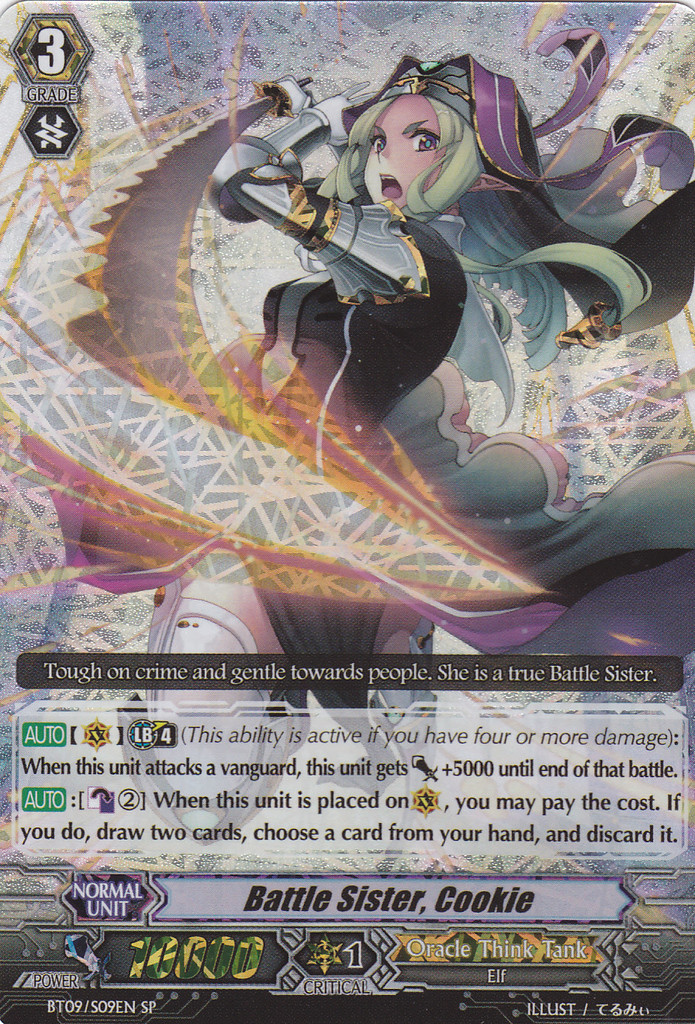 3
GRADE
Tough on crime and gentle towards people. She is a true Battle Sister.
AUTO【 】LB4 (This ability is active if you have four or more damage):
When this unit attacks a vanguard, this unit gets +5000 until end of that battle.
AUTO :[ ②] When this unit is placed on , you may pay the cost. If
you do, draw two cards, choose a card from your hand, and discard it.
NORMAL
UNIT
Battle Sister, Cookie
POWER
10000
1
CRITICAL
Oracle Think Tank
Elf
BT09/S09EN SP
ILLUST / てるみぃ